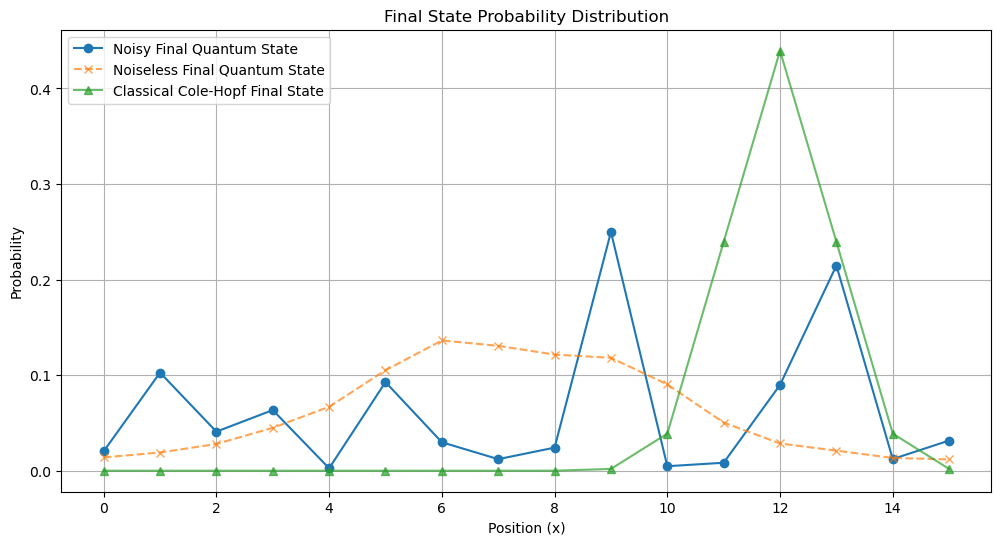 Final State Probability Distribution
Noisy Final Quantum State
Noiseless Final Quantum State
Classical Cole-Hopf Final State
Probability
0.4
0.3
0.2
0.1
0.0
0 2 4 6 8 10 12 14
Position (x)